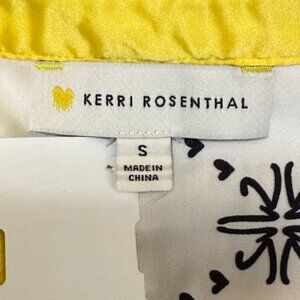 KERRI ROSENTHAL
S
MADE IN
CHINA